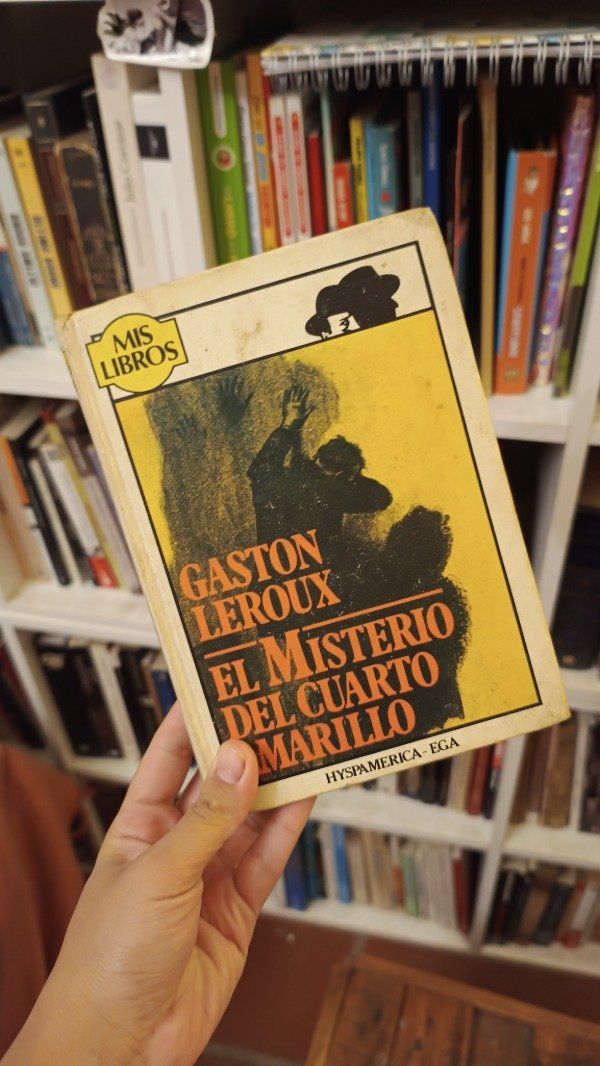 MIS
LIBROS
GASTON
LEROUX
EL MISTERIO
DEL CUARTO
AMARILLO
HYSPAMERICA-EGA